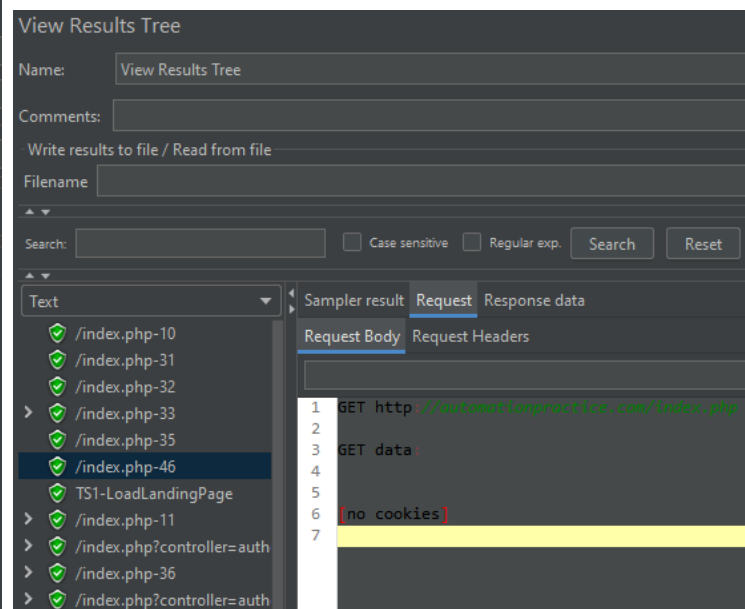 View Results Tree
Name: View Results Tree
Comments:
Write results to file / Read from file
Filename
Search: Case sensitive Regular exp. Search Reset
Text
/index.php-10
/index.php-31
/index.php-32
/index.php-33
/index.php-35
/index.php-46
TS1-LoadLandingPage
/index.php-11
/index.php?controller=auth
/index.php-36
/index.php?controller=auth
Sampler result Request Response data
Request Body Request Headers
1 GET http://automationpractice.com/index.php
2
3 GET data:
4
5
6 [no cookies]
7